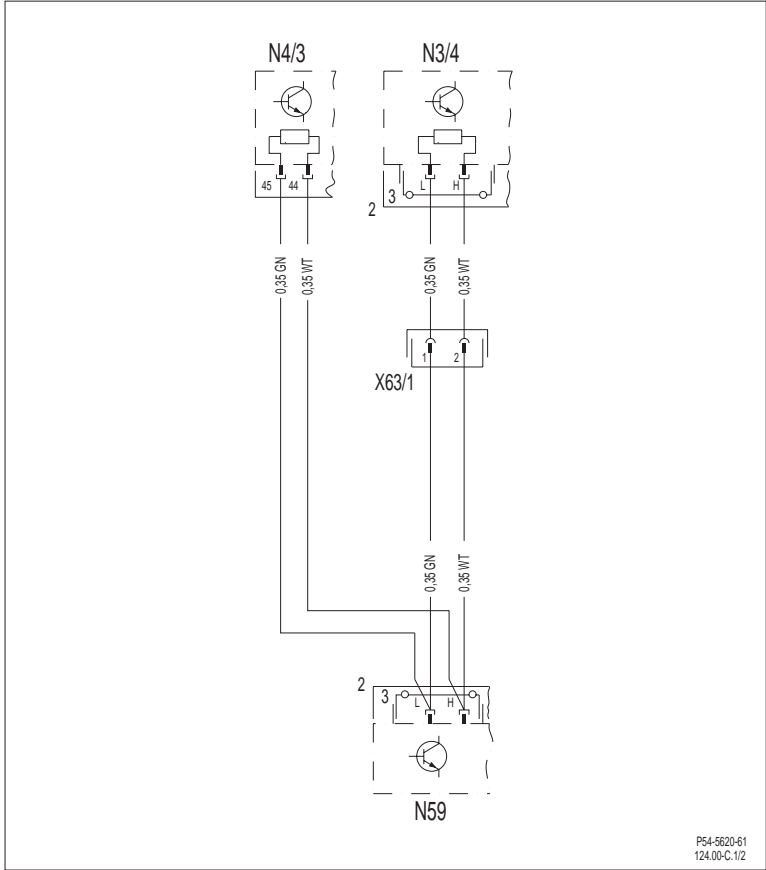 N4/3 N3/4
45 44 L H
3
2
0,35 GN 0,35 WT 0,35 GN 0,35 WT
1 2
X63/1
0,35 GN 0,35 WT
2
3 L H
N59
P54-5620-61
124.00-C.1/2